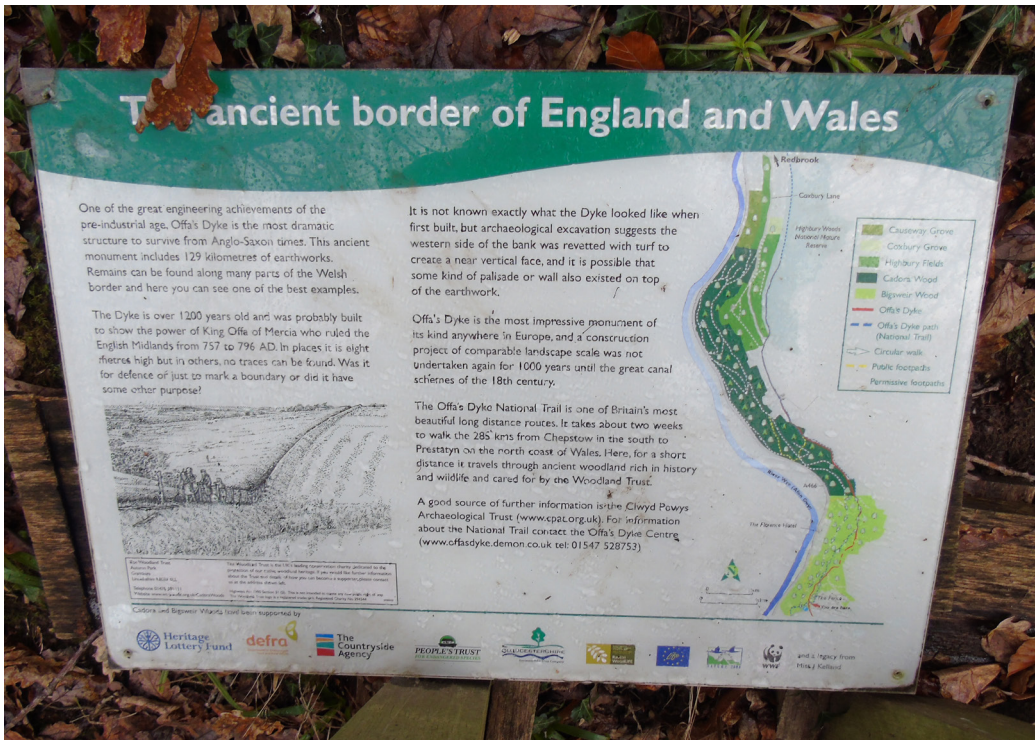 ancient border of England and Wales
One of the great engineering achievements of the
pre-industrial age, Offa's Dyke is the most dramatic
structure to survive from Anglo-Saxon times. This ancient
monument includes 129 kilometres of earthworks.
Remains can be found along many parts of the Welsh
border and here you can see one of the best examples.
The Dyke is over 1200 years old and was probably built
to show the power of King Offa of Mercia who ruled the
English Midlands from 757 to 796 AD. In places it is eight
metres high but in others, no traces can be found. Was it
for defence or just to mark a boundary or did it have
some other purpose?
It is not known exactly what the Dyke looked like when
first built, but archaeological excavation suggests the
western side of the bank was revetted with turf to
create a near vertical face, and it is possible that
some kind of palisade or wall also existed on top
of the earthwork.
Offa's Dyke is the most impressive monument of
its kind anywhere in Europe, and a construction
project of comparable landscape scale was not
undertaken again for 1000 years until the great canal
schemes of the 18th century.
The Offa's Dyke National Trail is one of Britain's most
beautiful long distance routes. It takes about two weeks
to walk the 285 kms from Chepstow in the south to
Prestatyn on the north coast of Wales. Here, for a short
distance it travels through ancient woodland rich in history
and wildlife and cared for by the Woodland Trust.
A good source of further information is the Clwyd Powys
Archaeological Trust (www.cpat.org.uk). For infrmation
about the National Trail contact the Offa's Dyke Centre
(www.offasdyke.demon.co.uk tel: 01547 528753)
Redbrook
Coxbury Lane
Highbury Woods
National Nature
Reserve
Causeway Grove
Coxbury Grove
Highbury Fields
Cadora Wood
Bigsweir Wood
Offa's Dyke
Offa's Dyke path
(National Trail)
Circular walk
Public footpaths
Permissive footpaths
A466
The Florence Hotel
You are here
Cadora and Bigsweir Woods have been supported by
Heritage
Lottery Fund
defra
The
Countryside
Agency
PEOPLE'S TRUST
FOR ENDANGERED SPECIES
WWF
and a legacy from